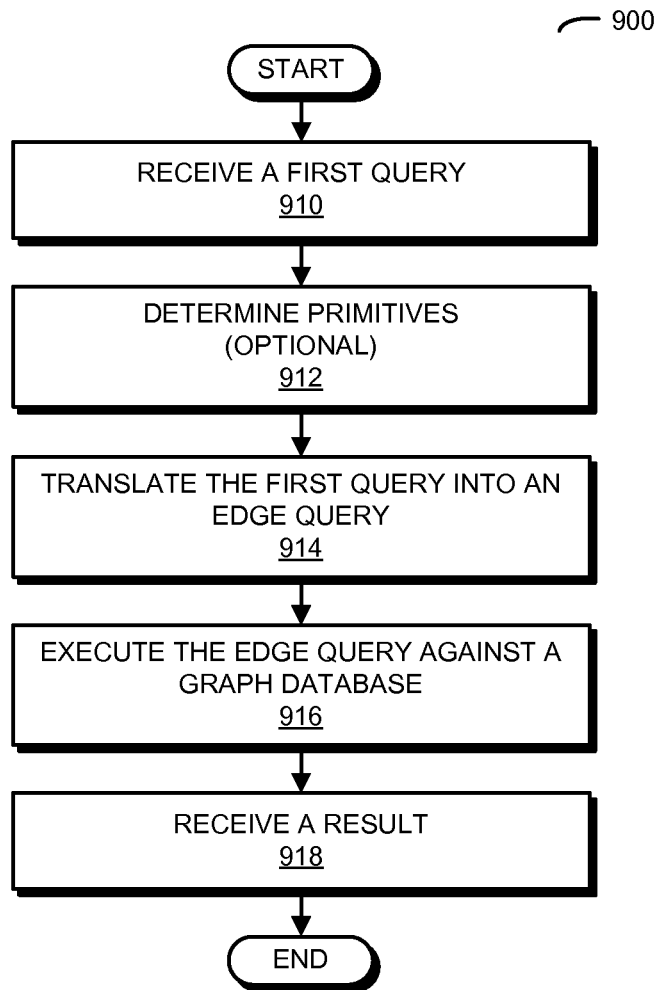 900
START
RECEIVE A FIRST QUERY
910
DETERMINE PRIMITIVES
(OPTIONAL)
912
TRANSLATE THE FIRST QUERY INTO AN
EDGE QUERY
914
EXECUTE THE EDGE QUERY AGAINST A
GRAPH DATABASE
916
RECEIVE A RESULT
918
END